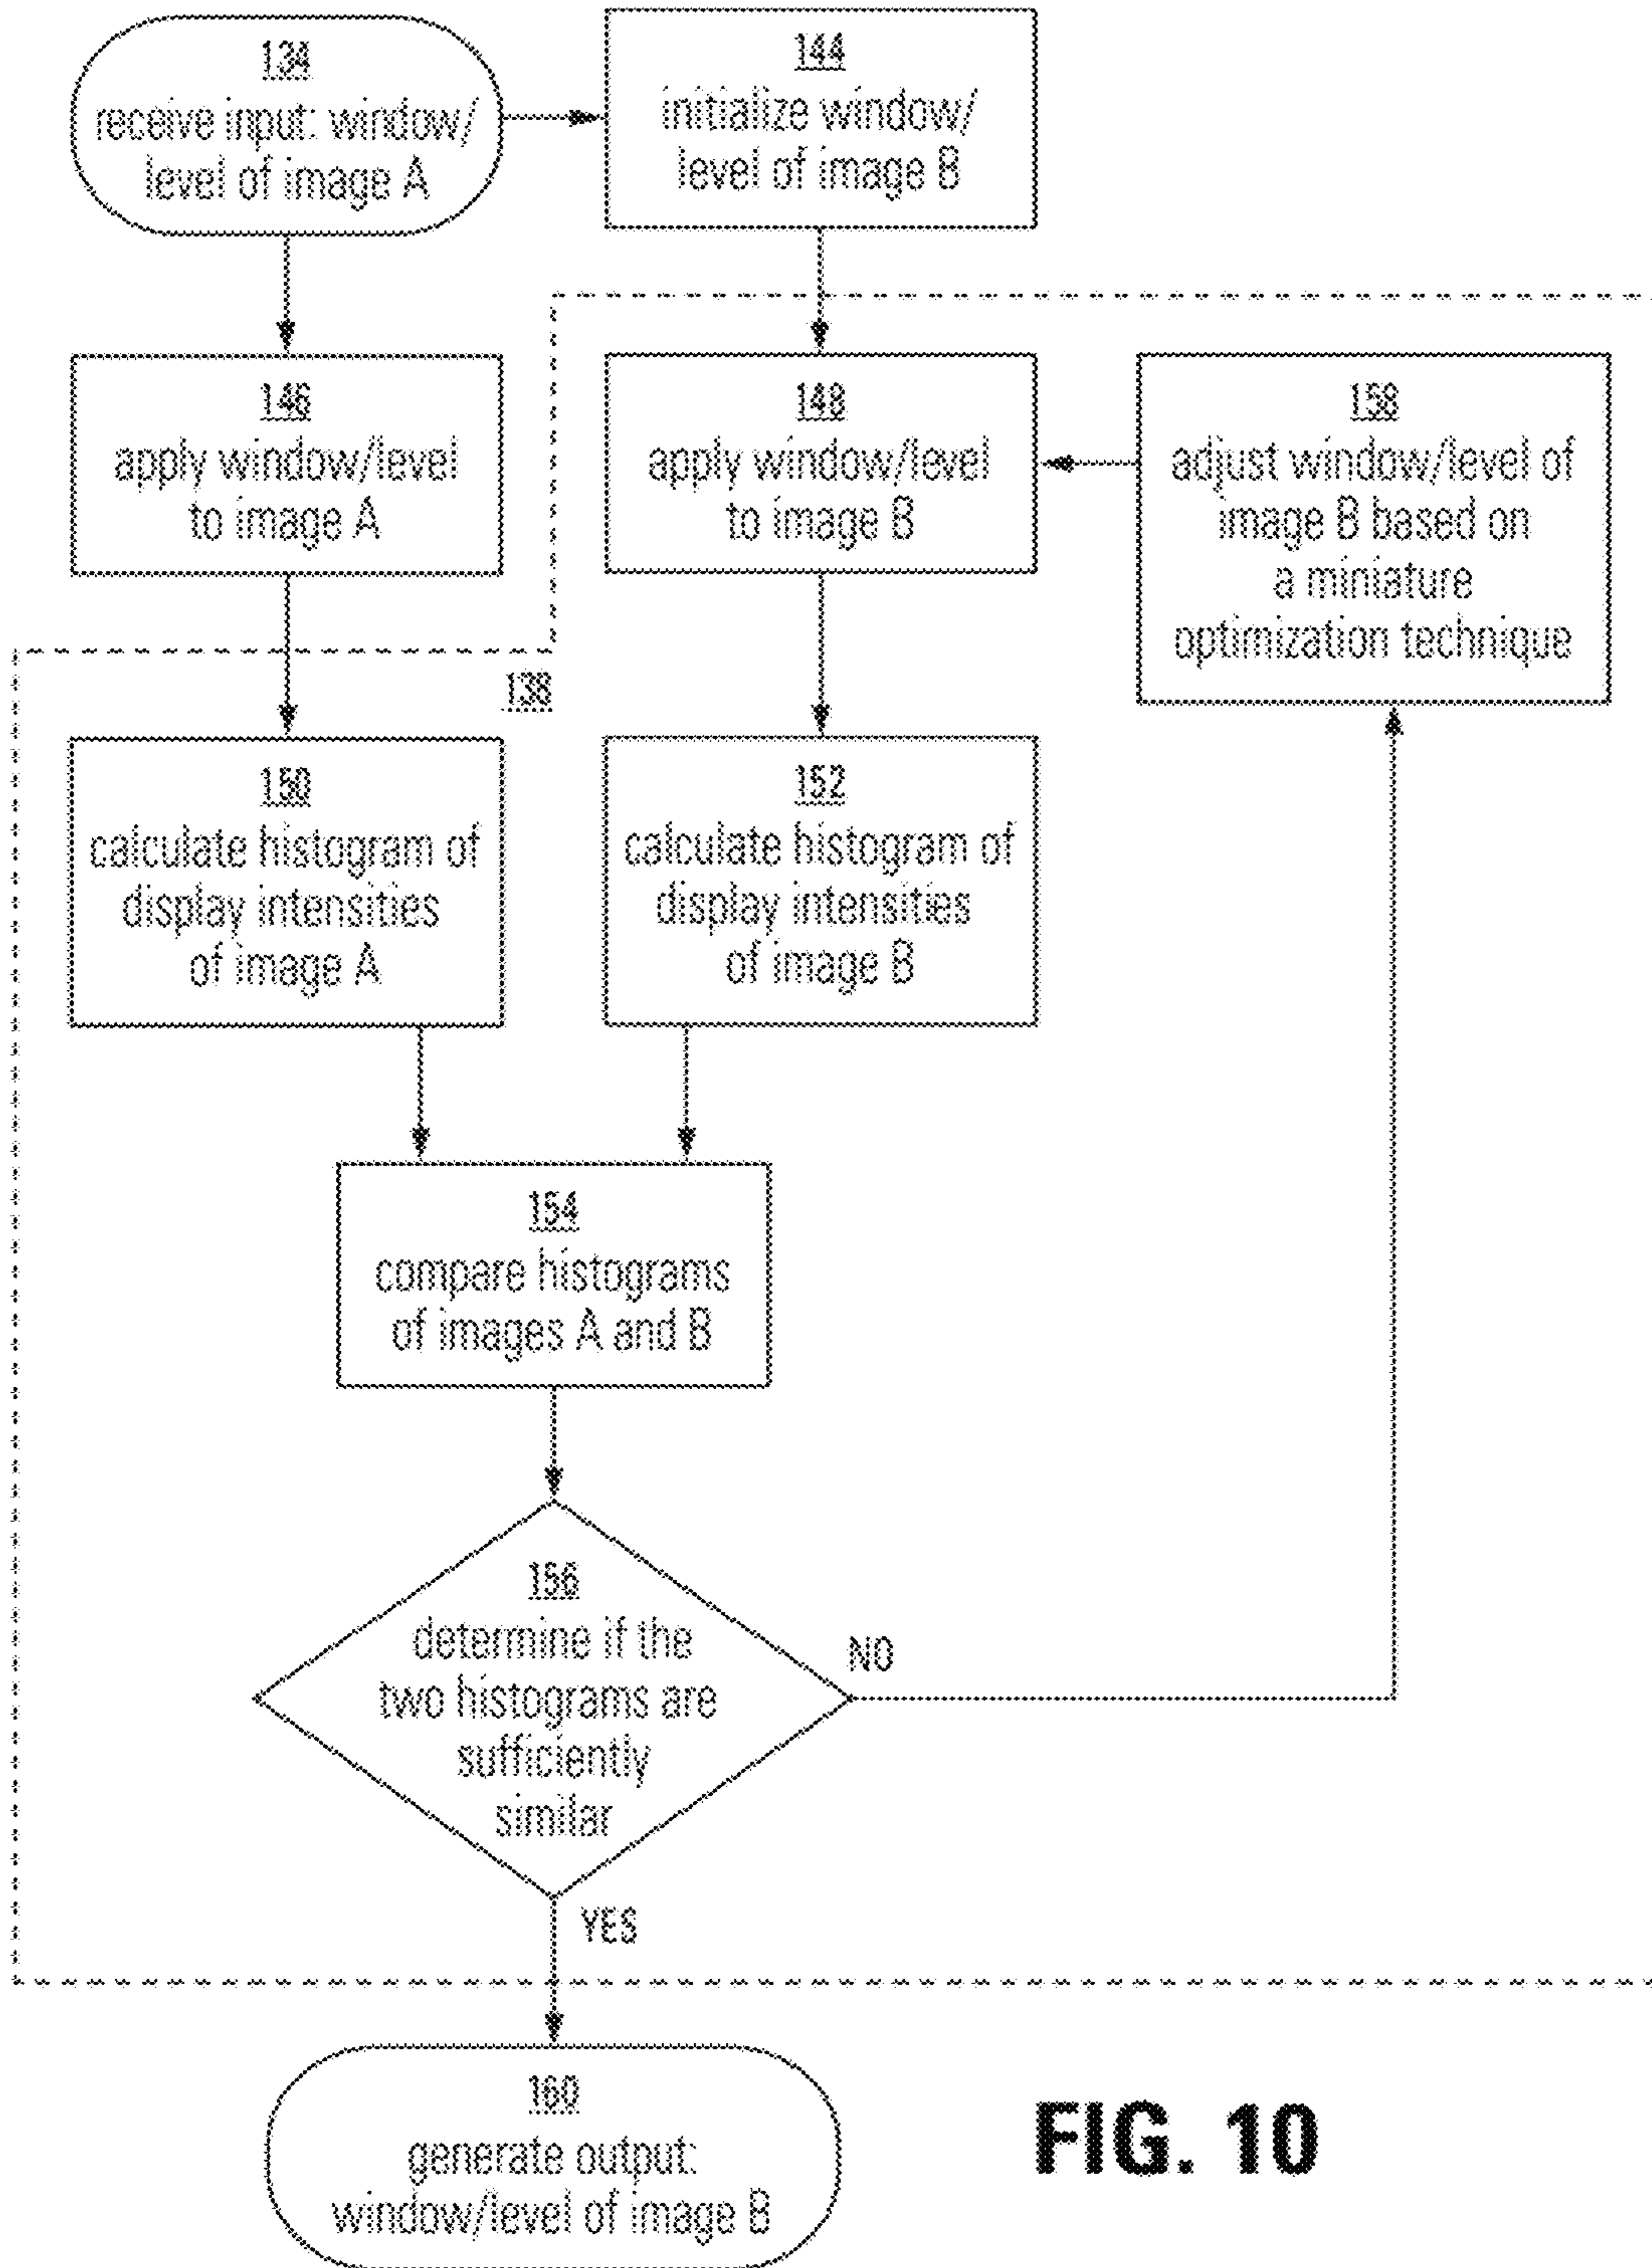 134
receive input: window/
level of image A
144
initialize window/
level of image B
146
apply window/level
to image A
148
apply window/level
to image B
158
adjust window/level of
image B based on
a miniature
optimization technique
138
150
calculate histogram of
display intensities
of image A
152
calculate histogram of
display intensities
of image B
154
compare histograms
of images A and B
156
determine if the
two histograms are
sufficiently
similar
NO
YES
160
generate output:
window/level of image B
FIG. 10